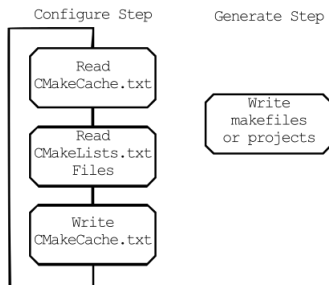 Configure Step
Generate Step
Read
CMakeCache.txt
Read
CMakeLists.txt
Files
Write
CMakeCache.txt
Write
makefiles
or projects